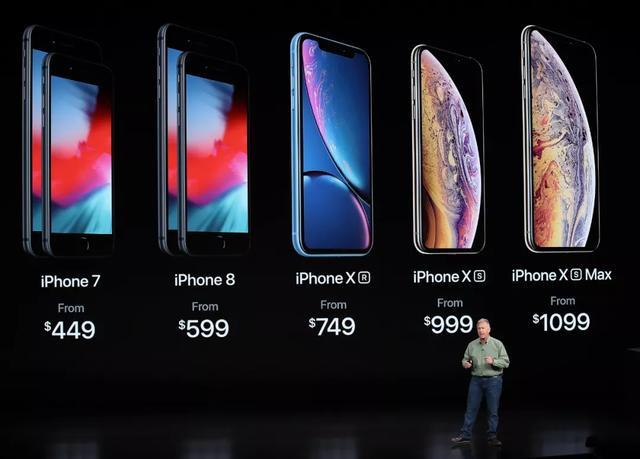 iPhone 7
From
$449
iPhone 8
From
$599
iPhone XR
From
$749
iPhone XS
From
$999
iPhone XS Max
From
$1099